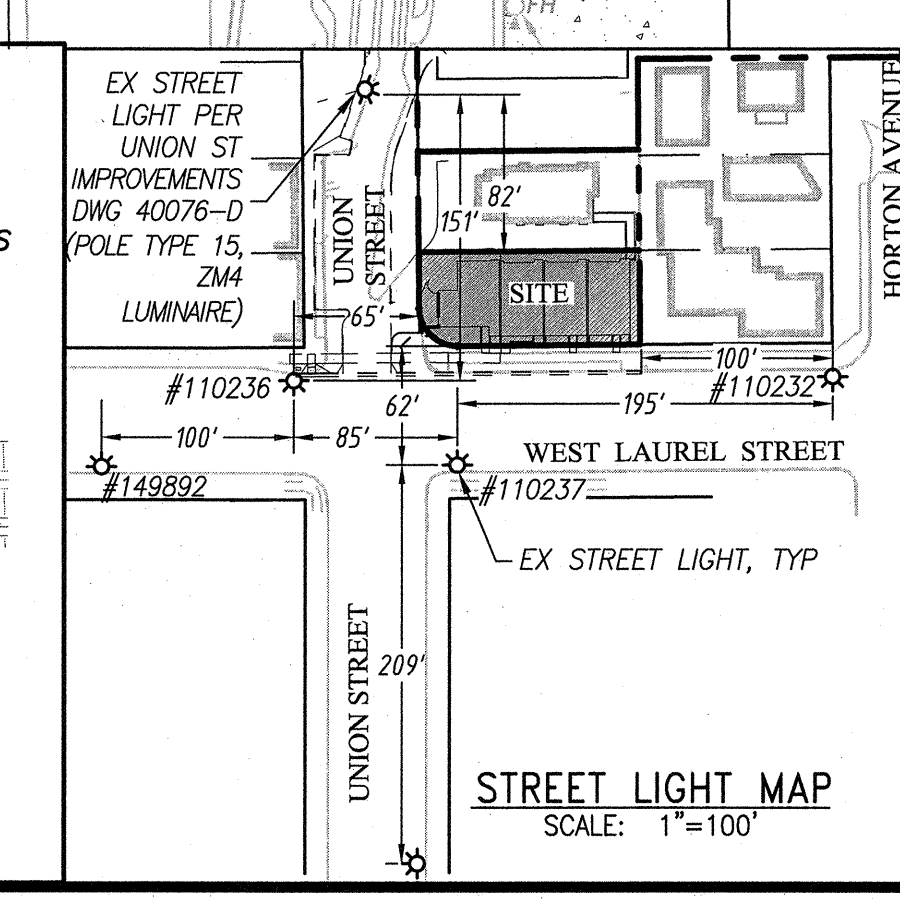 FH
EX STREET
LIGHT PER
UNION ST
IMPROVEMENTS
DWG 40076-D
(POLE TYPE 15,
ZM4
LUMINAIRE)
S
UNION
STREET
HORTON AVENUE
82'
151'
SITE
65'
100'
#110236
#110232
62'
195'
100'
85'
WEST LAUREL STREET
#149892
#110237
EX STREET LIGHT, TYP
UNION STREET
209'
STREET LIGHT MAP
SCALE: 1"=100'